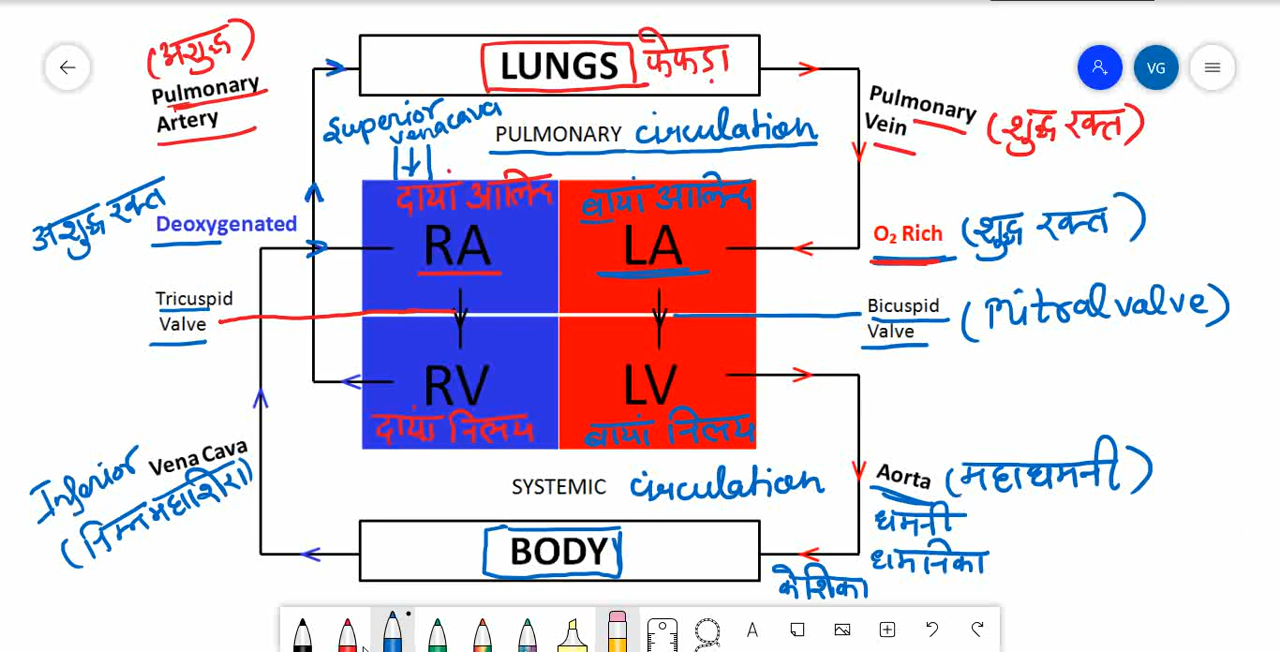 (अशुद्ध)
Pulmonary
Artery
LUNGS फेफड़ा
VG
Pulmonary
Vein
(शुद्ध रक्त)
Superior
venacava
PULMONARY circulation
अशुद्ध रक्त
Deoxygenated
दायां आलिन्द
बायां आलिन्द
RA
LA
O₂ Rich (शुद्ध रक्त)
Tricuspid
Valve
Bicuspid
Valve
(Mitral valve)
RV
LV
दायां निलय
बायां निलय
Inferior Vena Cava
(निम्न महाशिरा)
SYSTEMIC circulation
Aorta (महाधमनी)
धमनी
धमनिका
BODY
केशिका
A